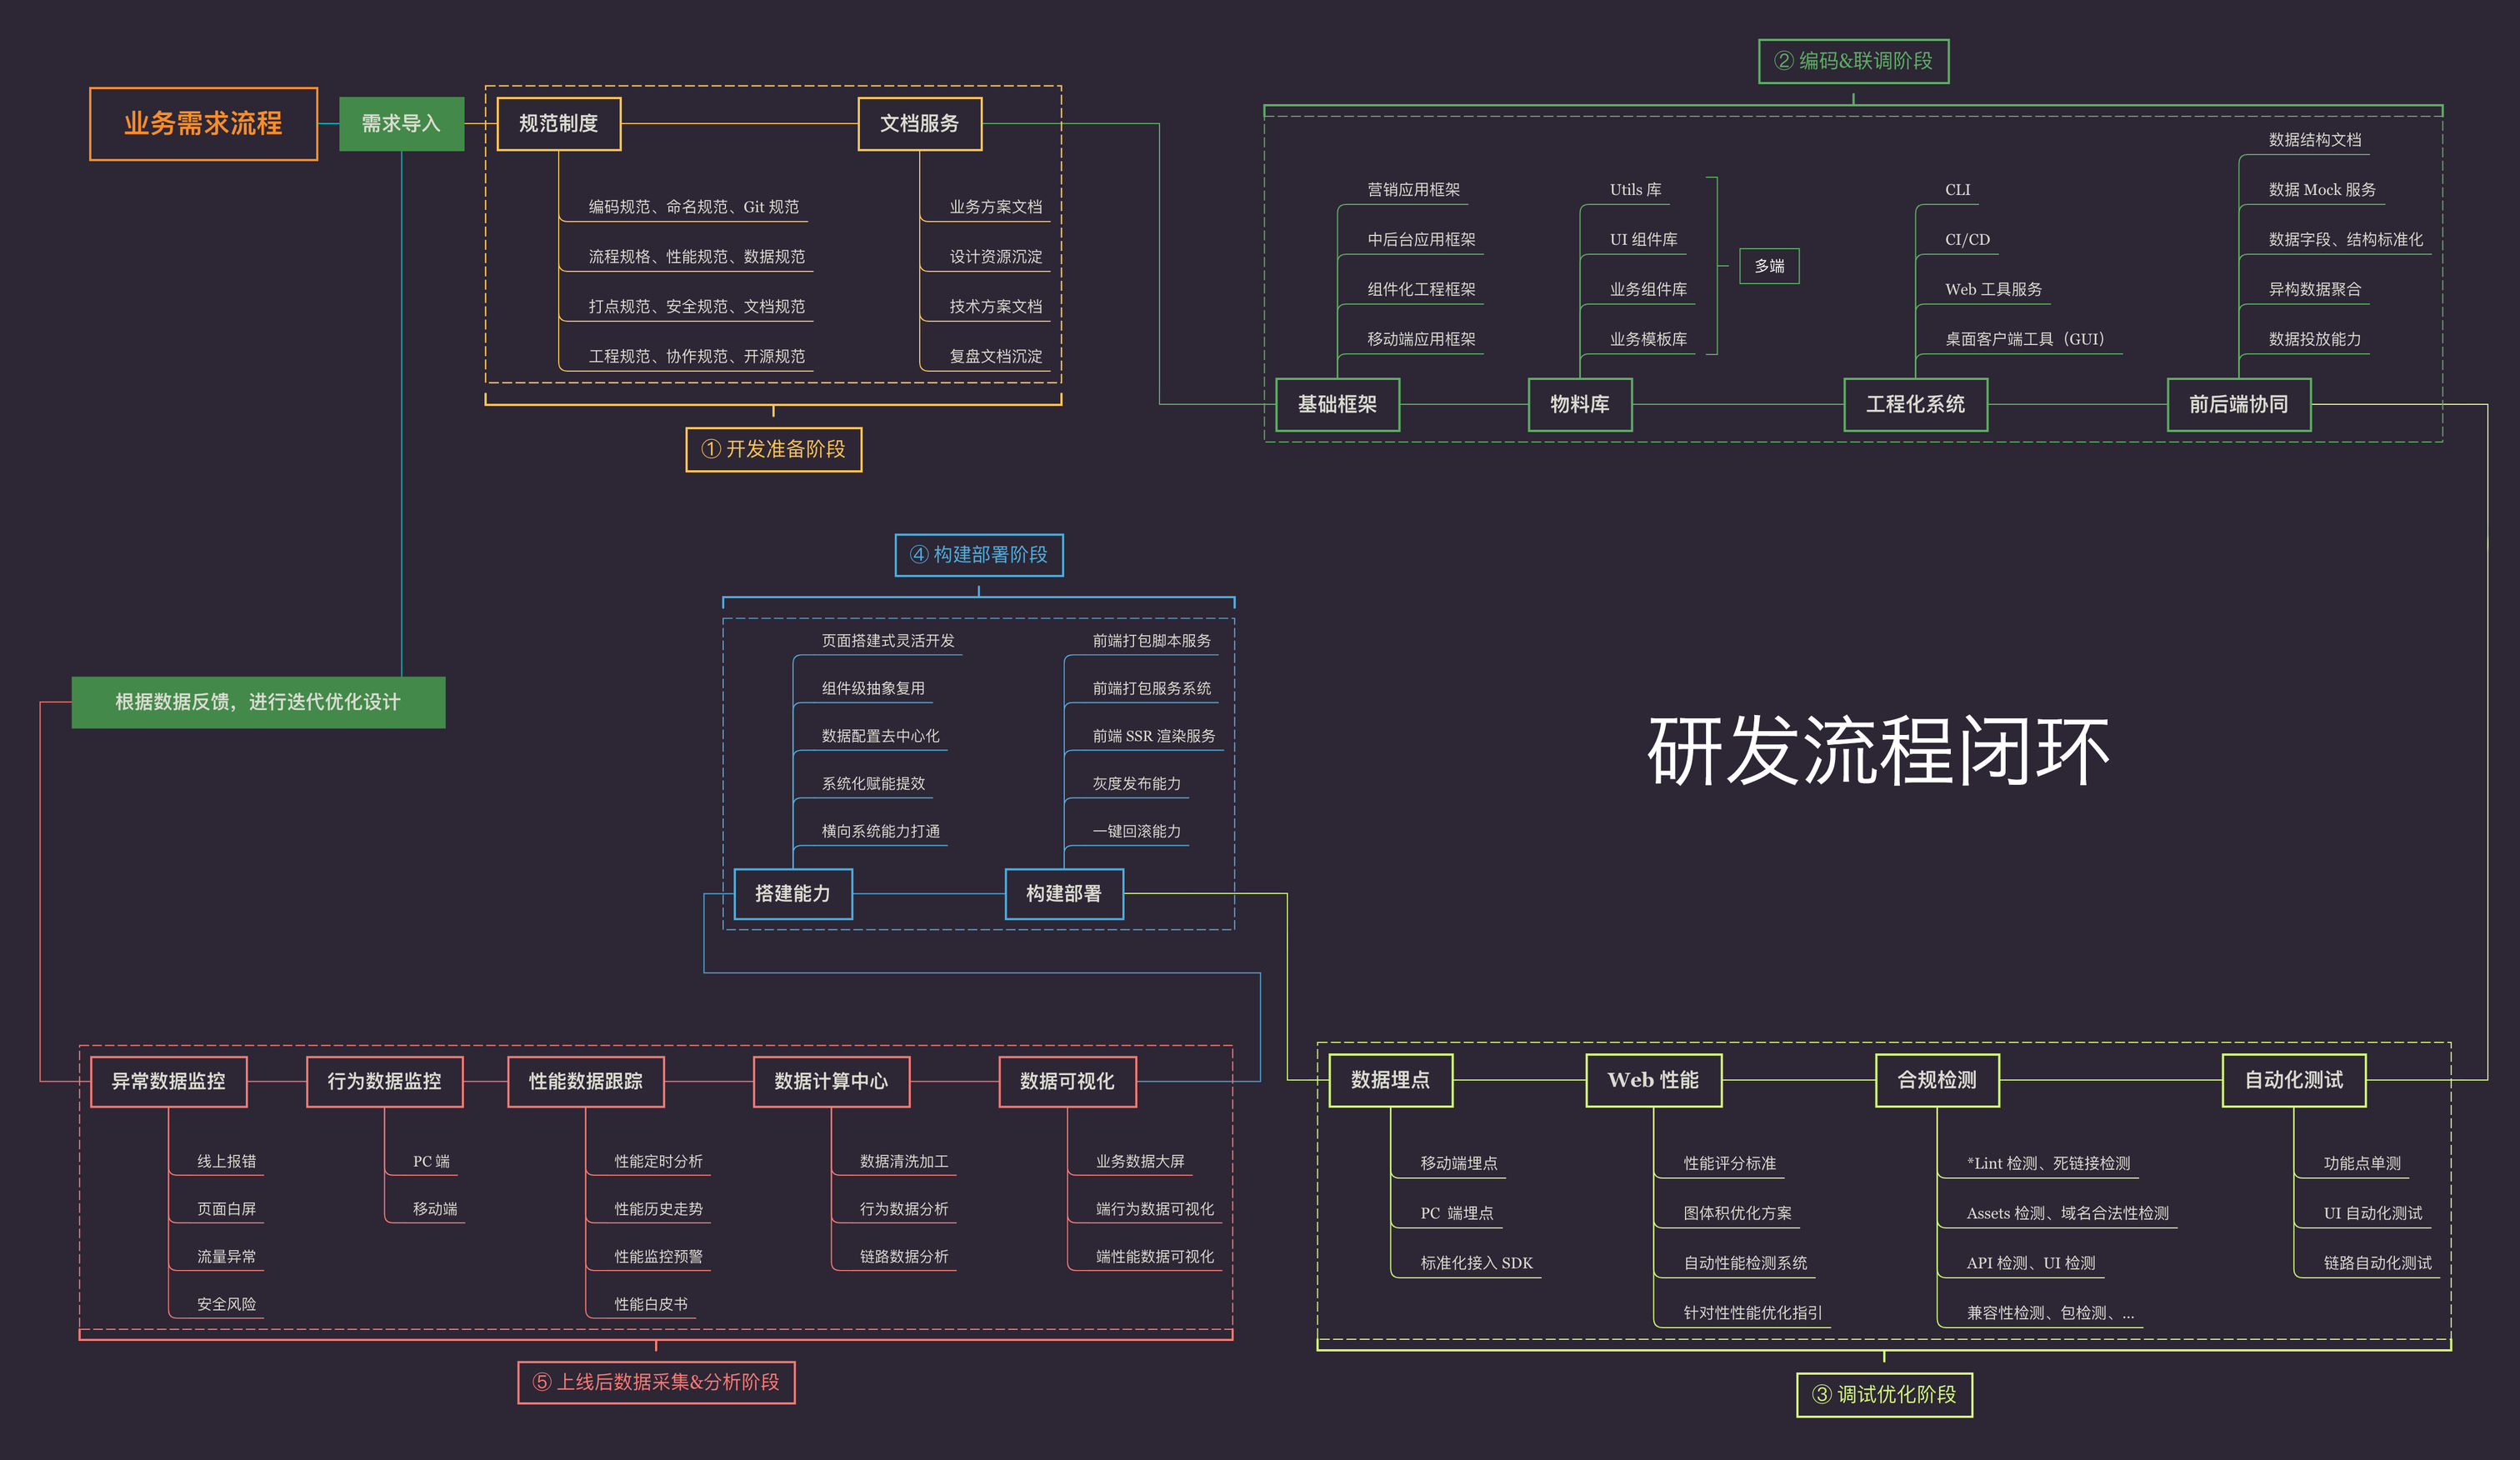 业务需求流程
需求导入
规范制度
编码规范、命名规范、Git 规范
流程规格、性能规范、数据规范
打点规范、安全规范、文档规范
工程规范、协作规范、开源规范
文档服务
业务方案文档
设计资源沉淀
技术方案文档
复盘文档沉淀
① 开发准备阶段
② 编码&联调阶段
营销应用框架
中后台应用框架
组件化工程框架
移动端应用框架
基础框架
Utils 库
UI 组件库
业务组件库
业务模板库
多端
物料库
CLI
CI/CD
Web 工具服务
桌面客户端工具（GUI）
工程化系统
数据结构文档
数据 Mock 服务
数据字段、结构标准化
异构数据聚合
数据投放能力
前后端协同
研发流程闭环
④ 构建部署阶段
页面搭建式灵活开发
组件级抽象复用
数据配置去中心化
系统化赋能提效
横向系统能力打通
搭建能力
前端打包脚本服务
前端打包服务系统
前端 SSR 渲染服务
灰度发布能力
一键回滚能力
构建部署
根据数据反馈，进行迭代优化设计
异常数据监控
线上报错
页面白屏
流量异常
安全风险
行为数据监控
PC 端
移动端
性能数据跟踪
性能定时分析
性能历史走势
性能监控预警
性能白皮书
数据计算中心
数据清洗加工
行为数据分析
链路数据分析
数据可视化
业务数据大屏
端行为数据可视化
端性能数据可视化
⑤ 上线后数据采集&分析阶段
数据埋点
移动端埋点
PC 端埋点
标准化接入 SDK
Web 性能
性能评分标准
图体积优化方案
自动性能检测系统
针对性性能优化指引
合规检测
*Lint 检测、死链接检测
Assets 检测、域名合法性检测
API 检测、UI 检测
兼容性检测、包检测、...
自动化测试
功能点单测
UI 自动化测试
链路自动化测试
③ 调试优化阶段